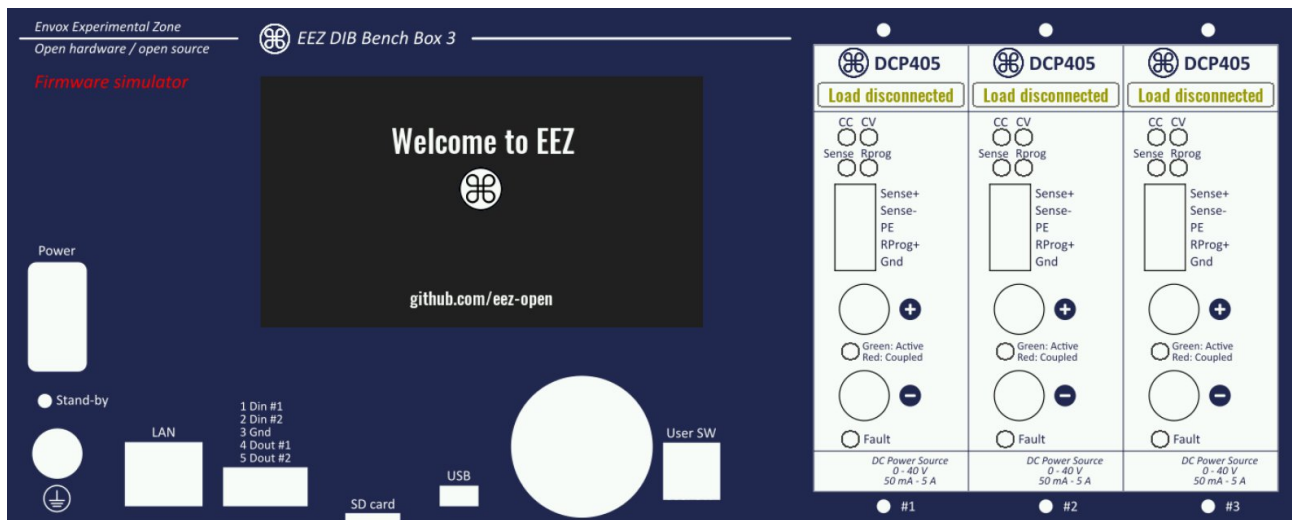 Envox Experimental Zone
Open hardware / open source
EEZ DIB Bench Box 3
Firmware simulator
Welcome to EEZ
github.com/eez-open
Power
Stand-by
LAN
1 Din #1
2 Din #2
3 Gnd
4 Dout #1
5 Dout #2
SD card
USB
User SW
DCP405
Load disconnected
CC CV
Sense Rprog
Sense+
Sense-
PE
RProg+
Gnd
Green: Active
Red: Coupled
Fault
DC Power Source
0 - 40 V
50 mA - 5 A
#1
DCP405
Load disconnected
CC CV
Sense Rprog
Sense+
Sense-
PE
RProg+
Gnd
Green: Active
Red: Coupled
Fault
DC Power Source
0 - 40 V
50 mA - 5 A
#2
DCP405
Load disconnected
CC CV
Sense Rprog
Sense+
Sense-
PE
RProg+
Gnd
Green: Active
Red: Coupled
Fault
DC Power Source
0 - 40 V
50 mA - 5 A
#3